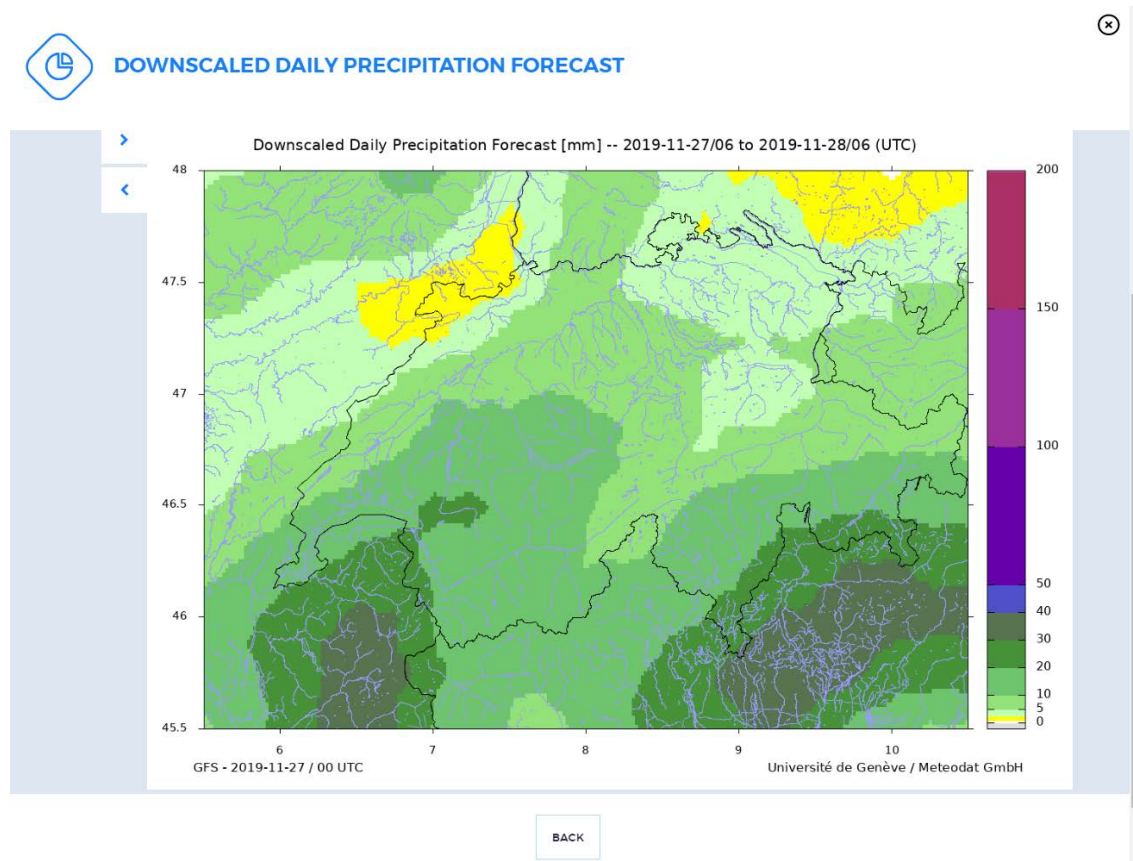 DOWNSCALED DAILY PRECIPITATION FORECAST
Downscaled Daily Precipitation Forecast [mm] -- 2019-11-27/06 to 2019-11-28/06 (UTC)
48
47.5
47
46.5
46
45.5
6 7 8 9 10
200
150
100
50
40
30
20
10
5
0
GFS - 2019-11-27 / 00 UTC
Université de Genève / Meteodat GmbH
BACK